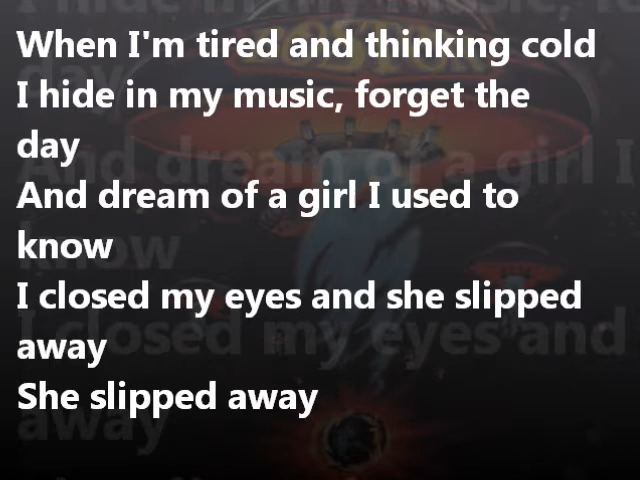 When I'm tired and thinking cold
I hide in my music, forget the
day
And dream of a girl I used to
know
I closed my eyes and she slipped
away
She slipped away